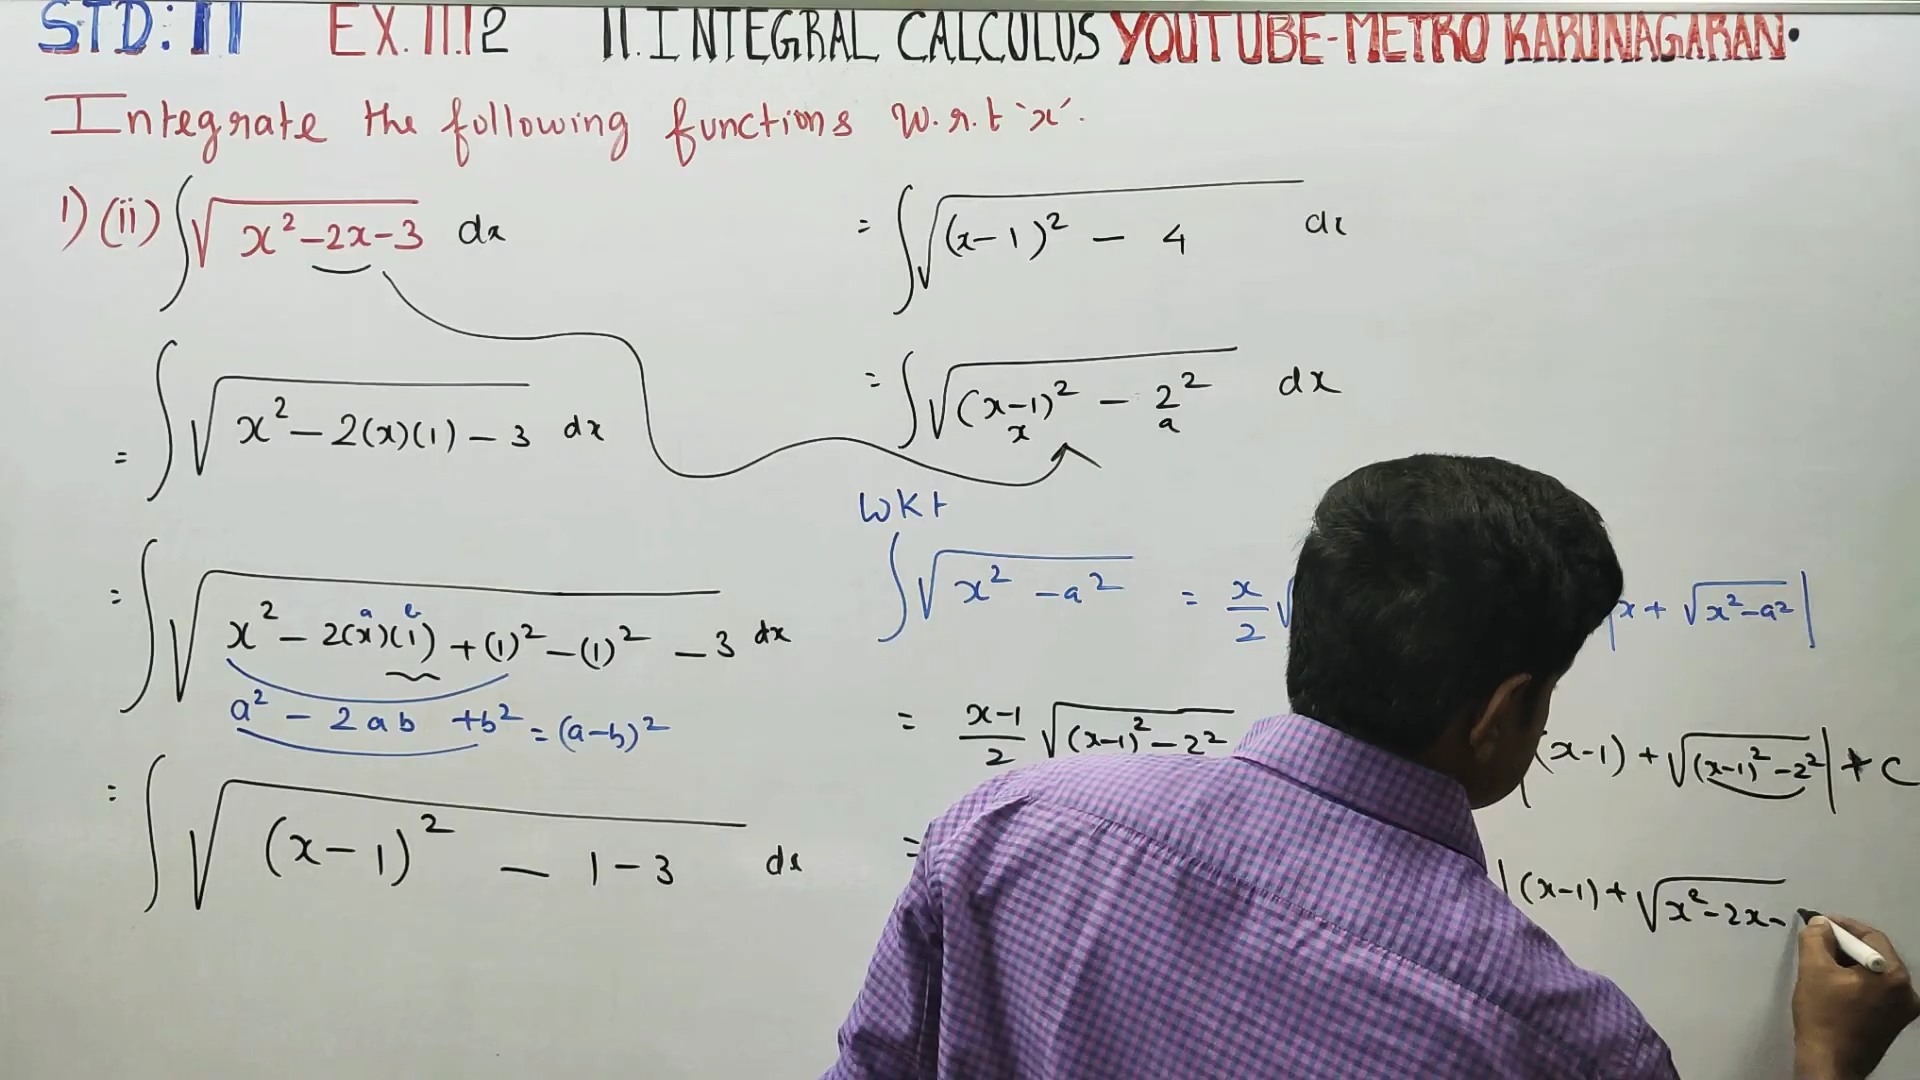 STD: 11 EX. 11.12 11. INTEGRAL CALCULUS YOUTUBE-METRO KARUNAGARAN.
Integrate the following functions w.r.t 'x'.
1) (ii) ∫√(x² -2x-3) dx
= ∫√(x² - 2(x)(1) - 3) dx
= ∫√(x² - 2(x)(1) + (1)² - (1)² - 3) dx
a² - 2ab + b² = (a-b)²
= ∫√((x-1)² - 1 - 3) dx
= ∫√((x-1)² - 4) dx
= ∫√((x-1)² - 2²) dx
x a
WKT
∫√(x² - a²) = x/2 √ |x + √(x²-a²)|
= x-1/2 √((x-1)² - 2²) (x-1) + √((x-1)² - 2²)| + C
= |(x-1) + √(x² - 2x -